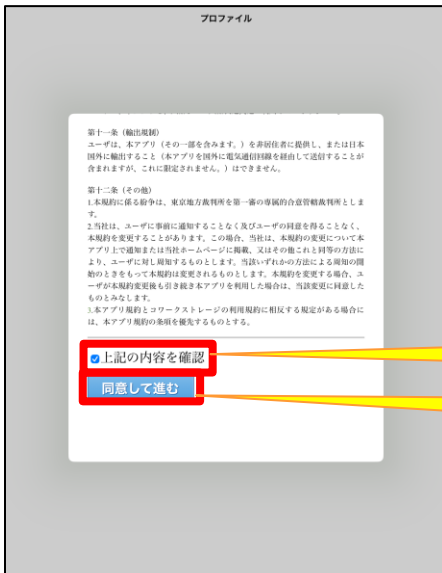 プロファイル
第十一条（輸出規制）
ユーザは、本アプリ（その一部を含みます。）を非居住者に提供し、または日本
国外に輸出すること（本アプリを国外に電気通信回線を経由して送信することが
含まれますが、これに限定されません。）はできません。
第十二条（その他）
1.本規約に係る紛争は、東京地方裁判所を第一審の専属的合意管轄裁判所としま
す。
2.当社は、ユーザに事前に通知することなく及びユーザの同意を得ることなく、
本規約を変更することがあります。この場合、当社は、本規約の変更について本
アプリ上で通知または当社ホームページに掲載、又はその他これと同等の方法に
より、ユーザに対し周知するものとします。当該いずれかの方法による周知の開
始のときをもって本規約は変更されるものとします。本規約を変更する場合、ユ
ーザが本規約変更後も引き続き本アプリを利用した場合は、当該変更に同意した
ものとみなします。
3.本アプリ規約とコワークストレージの利用規約に相反する規定がある場合に
は、本アプリ規約の条項を優先するものとする。
上記の内容を確認
同意して進む